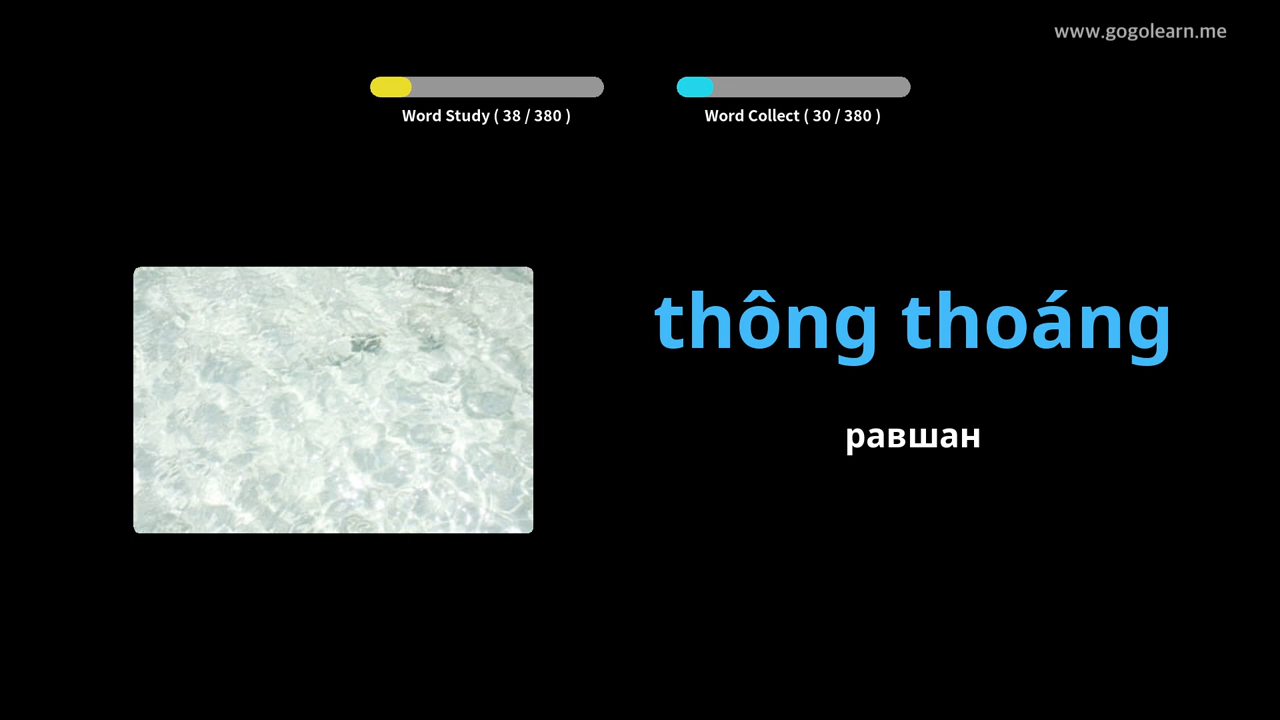 www.gogolearn.me
Word Study ( 38 / 380 )
Word Collect ( 30 / 380 )
thông thoáng
равшан